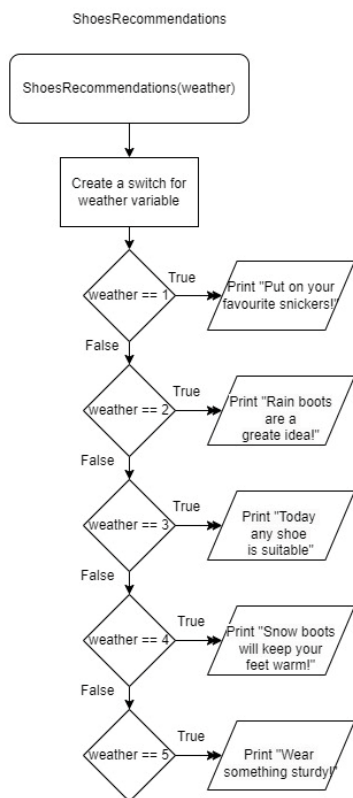 ShoesRecommendations
ShoesRecommendations(weather)
Create a switch for
weather variable
weather == 1
True
Print "Put on your
favourite snickers!"
False
weather == 2
True
Print "Rain boots
are a
greate idea!"
False
weather == 3
True
Print "Today
any shoe
is suitable"
False
weather == 4
True
Print "Snow boots
will keep your
feet warm!"
False
weather == 5
True
Print "Wear
something sturdy!"